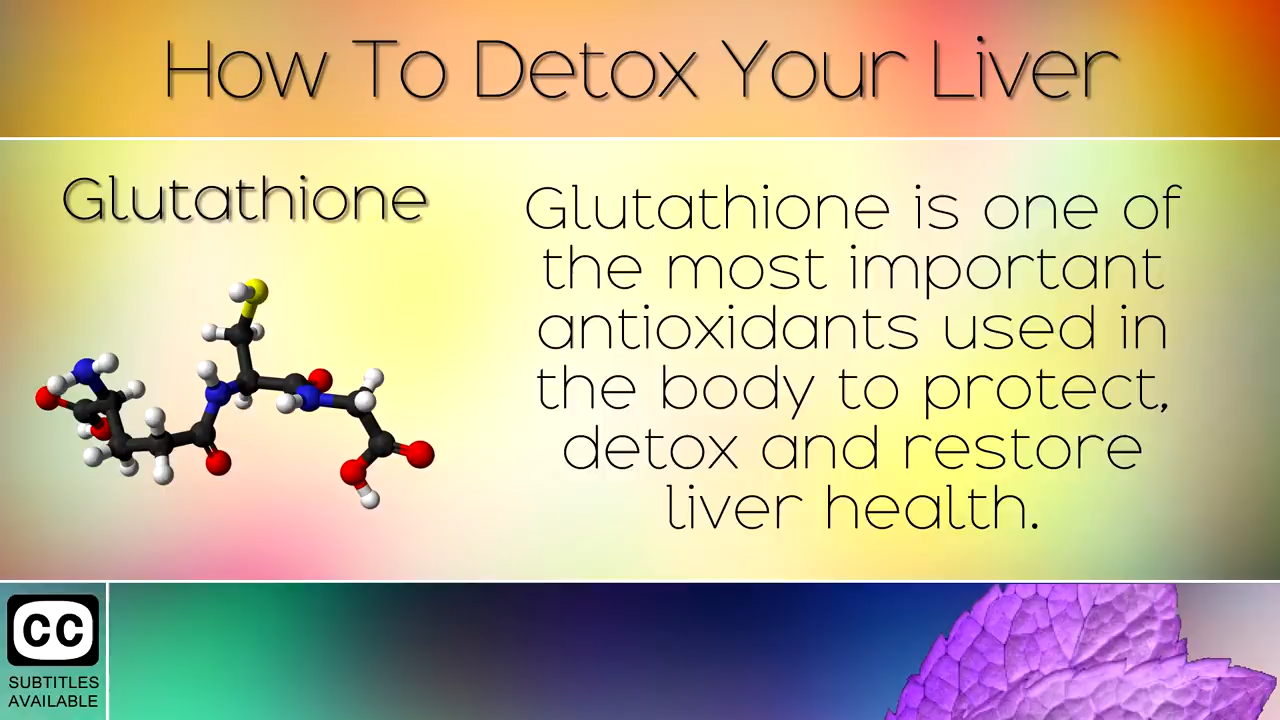 How To Detox Your Liver
Glutathione
Glutathione is one of
the most important
antioxidants used in
the body to protect,
detox and restore
liver health.
CC
SUBTITLES
AVAILABLE